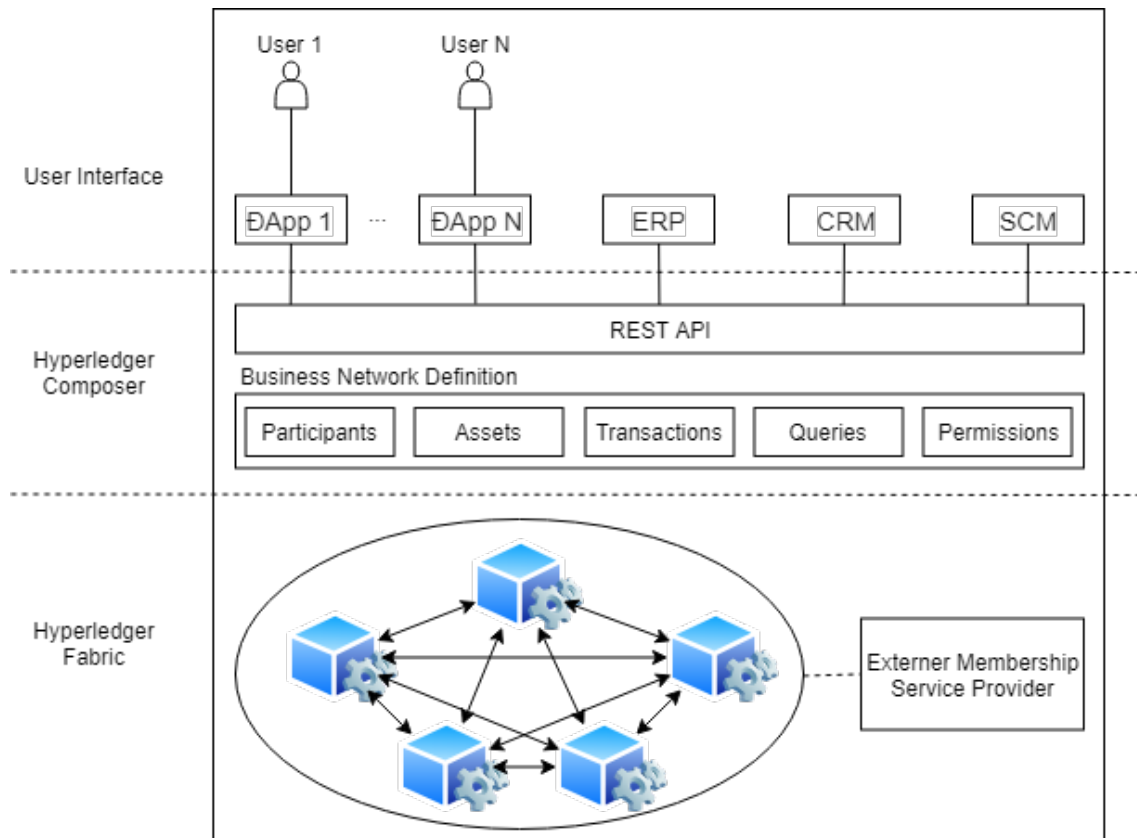 User 1
User N
User Interface
ĐApp 1
...
ĐApp N
ERP
CRM
SCM
Hyperledger
Composer
REST API
Business Network Definition
Participants
Assets
Transactions
Queries
Permissions
Hyperledger
Fabric
Externer Membership
Service Provider